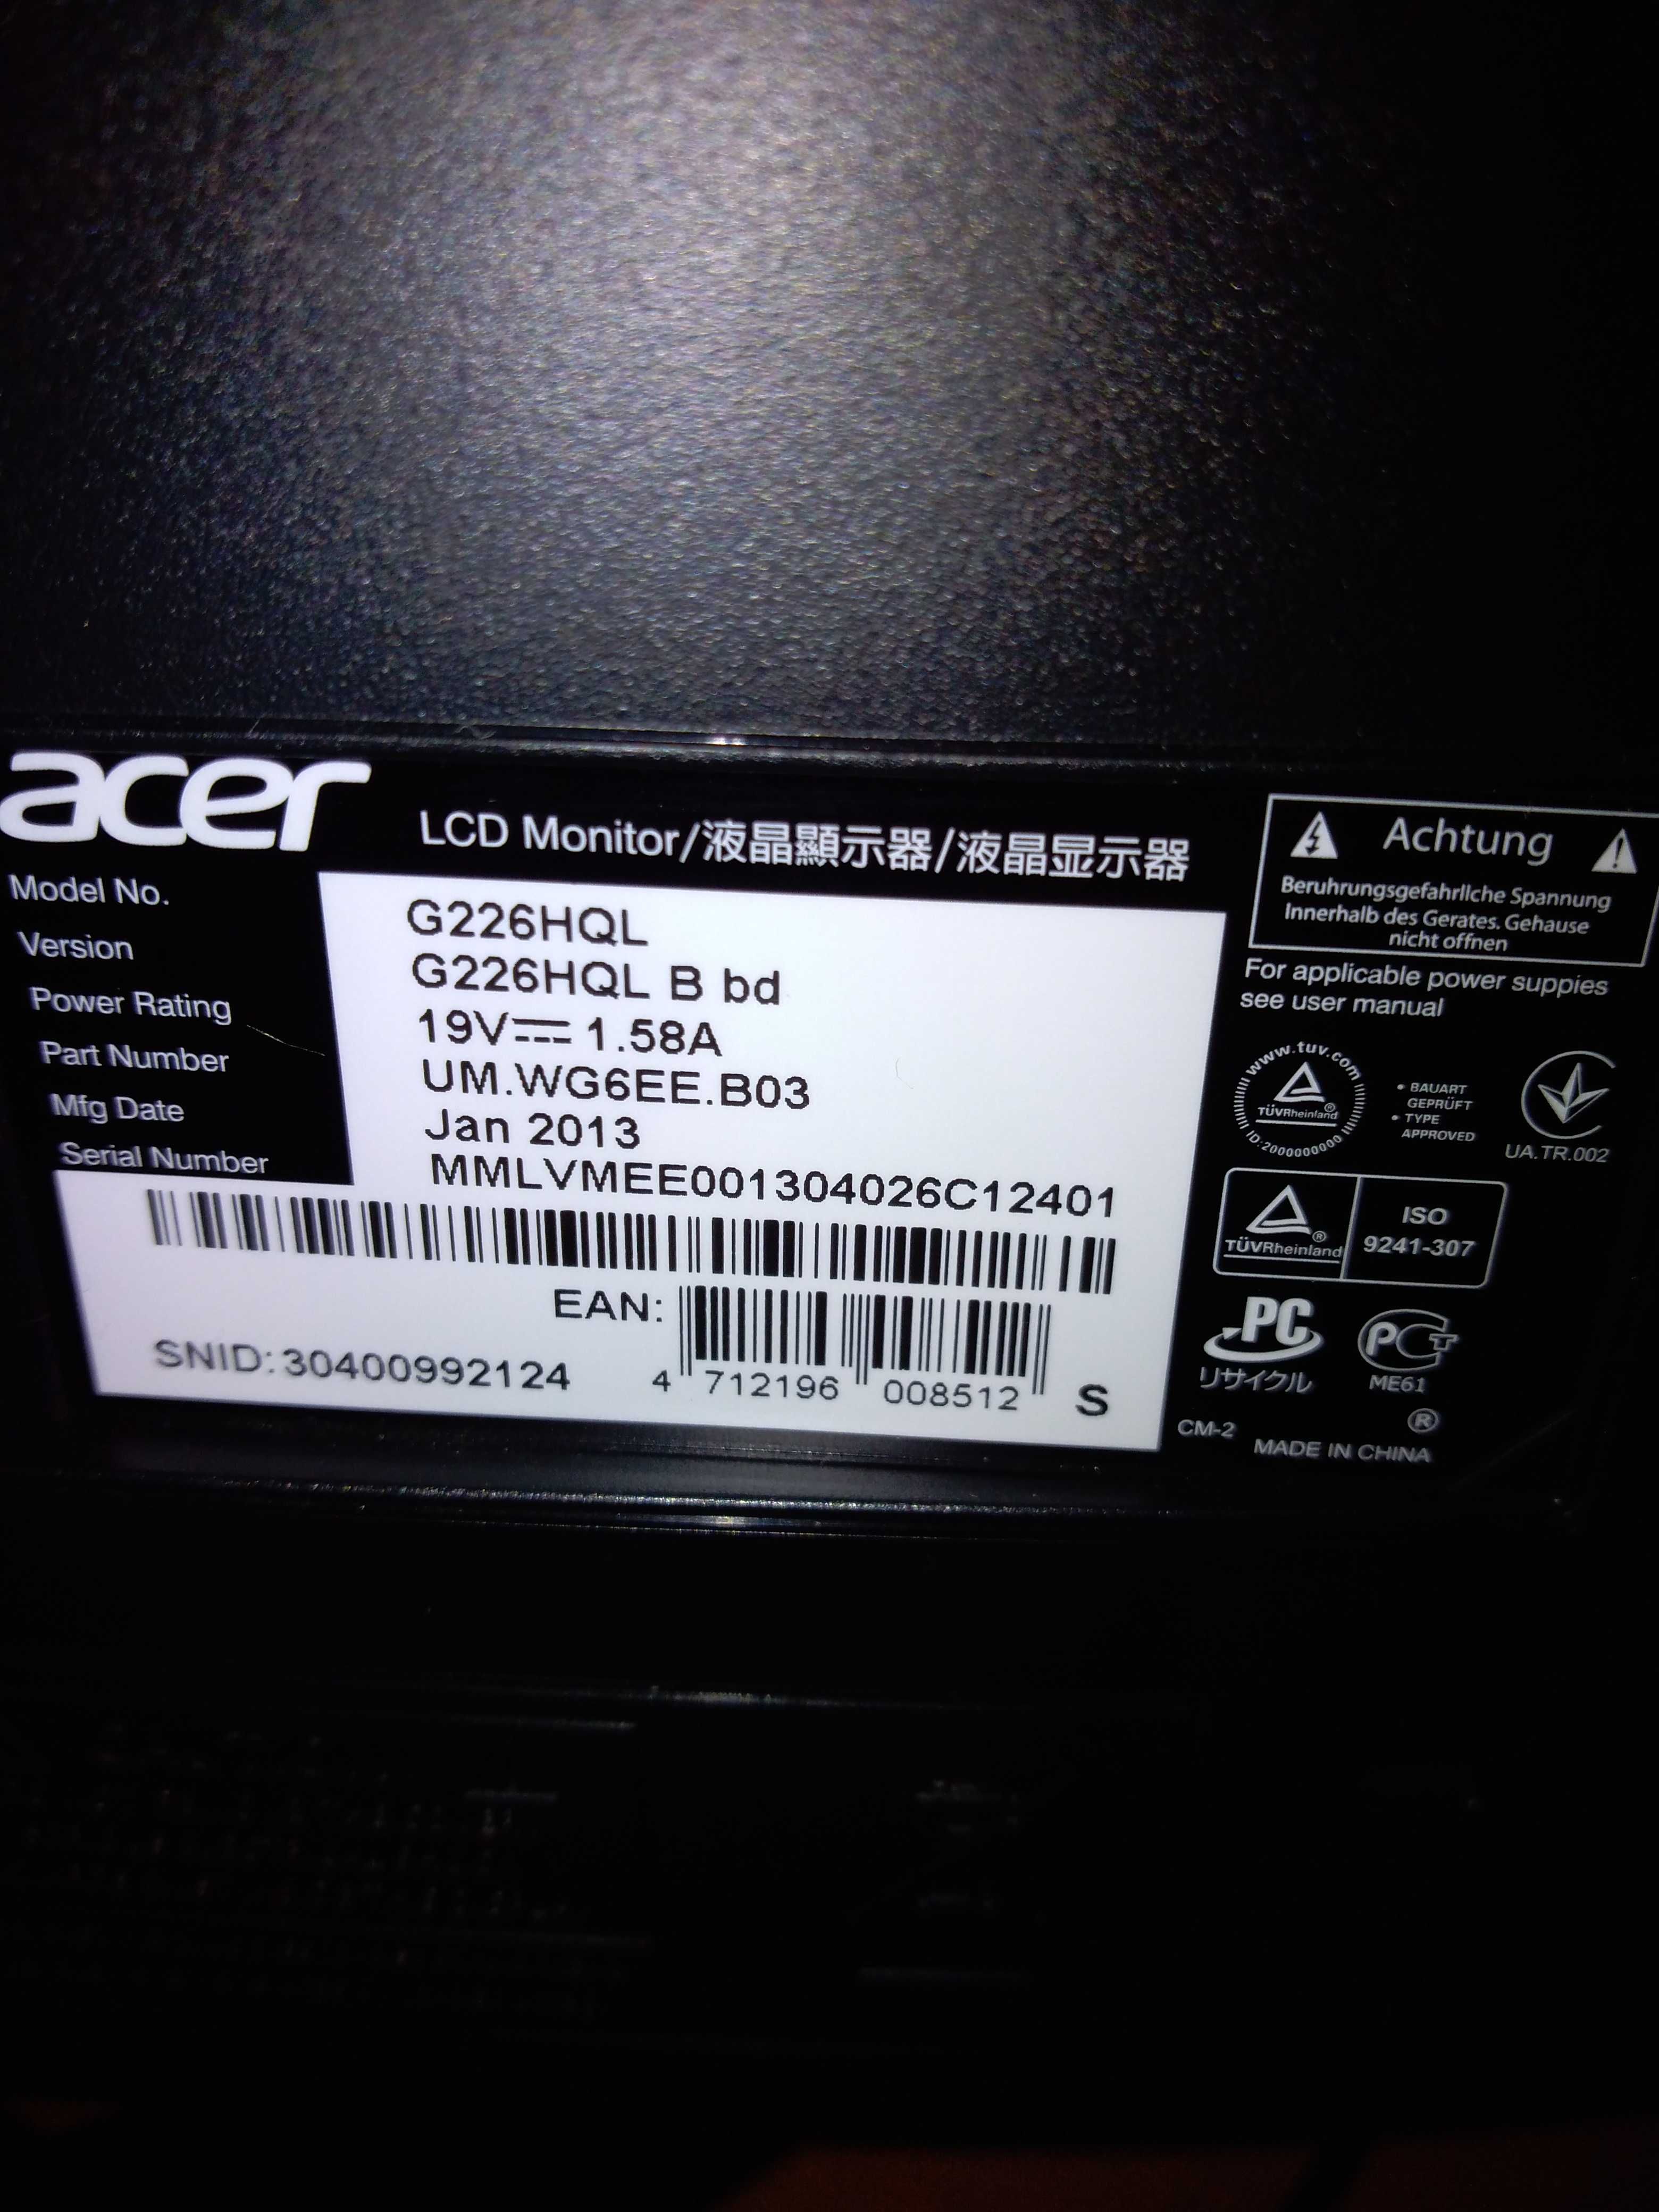 acer
LCD Monitor/液晶顯示器/液晶显示器
Model No. G226HQL
Version G226HQL B bd
Power Rating 19V⎓ 1.58A
Part Number UM.WG6EE.B03
Mfg Date Jan 2013
Serial Number MMLVMEE001304026C12401
EAN:
4 712196 008512 S
SNID:30400992124
Achtung
Beruhrungsgefahrllche Spannung
Innerhalb des Gerates. Gehause
nicht offnen
For applicable power suppies
see user manual
www.tuv.com
TÜVRheinland®
ID:2000000000
• BAUART
GEPRÜFT
• TYPE
APPROVED
UA.TR.002
TÜVRheinland®
ISO
9241-307
PC
リサイクル
PCT
ME61
®
CM-2
MADE IN CHINA